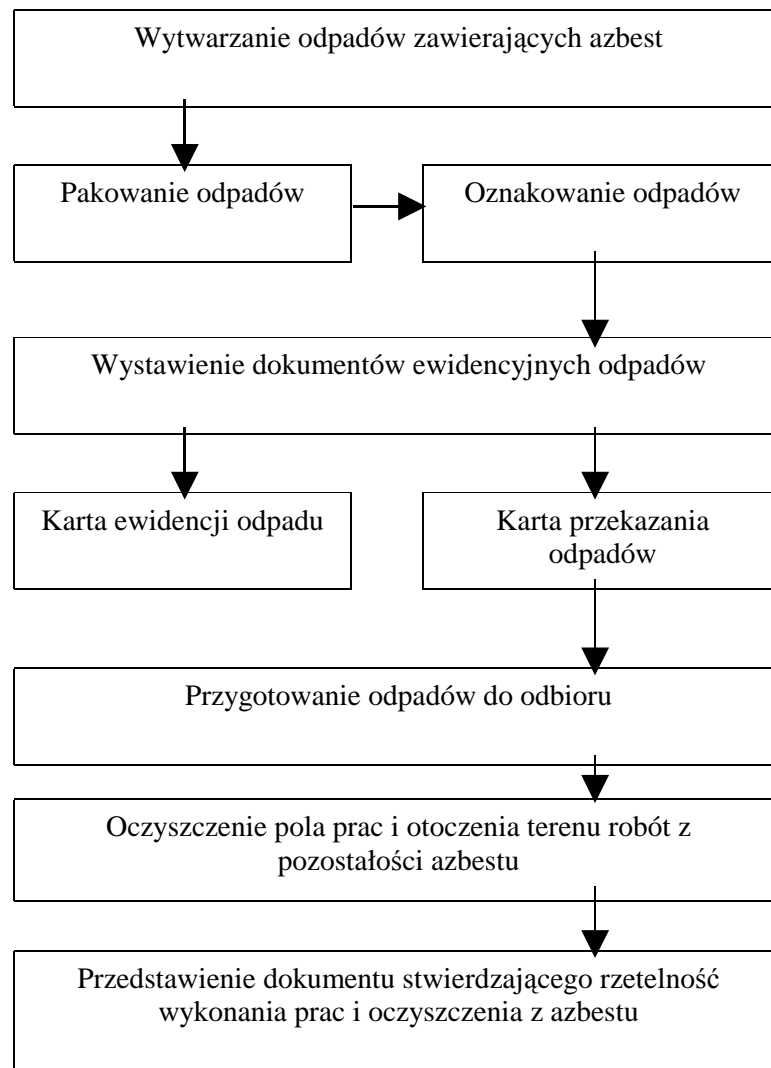 Wytwarzanie odpadów zawierających azbest
Pakowanie odpadów
Oznakowanie odpadów
Wystawienie dokumentów ewidencyjnych odpadów
Karta ewidencji odpadu
Karta przekazania
odpadów
Przygotowanie odpadów do odbioru
Oczyszczenie pola prac i otoczenia terenu robót z
pozostałości azbestu
Przedstawienie dokumentu stwierdzającego rzetelność
wykonania prac i oczyszczenia z azbestu